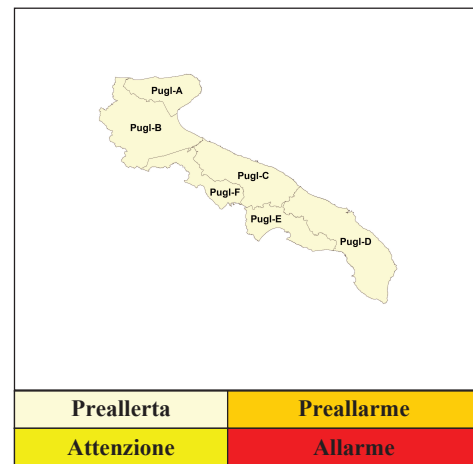 Pugl-A
Pugl-B
Pugl-C
Pugl-F
Pugl-E
Pugl-D
Preallerta Preallarme
Attenzione Allarme